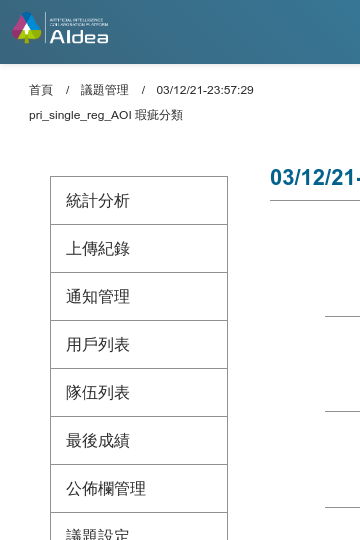 ARTIFICIAL INTELLIGENCE
COLLABORATION PLATFORM
AIdea
首頁 / 議題管理 / 03/12/21-23:57:29
pri_single_reg_AOI 瑕疵分類
03/12/21-
統計分析
上傳紀錄
通知管理
用戶列表
隊伍列表
最後成績
公佈欄管理
議題設定